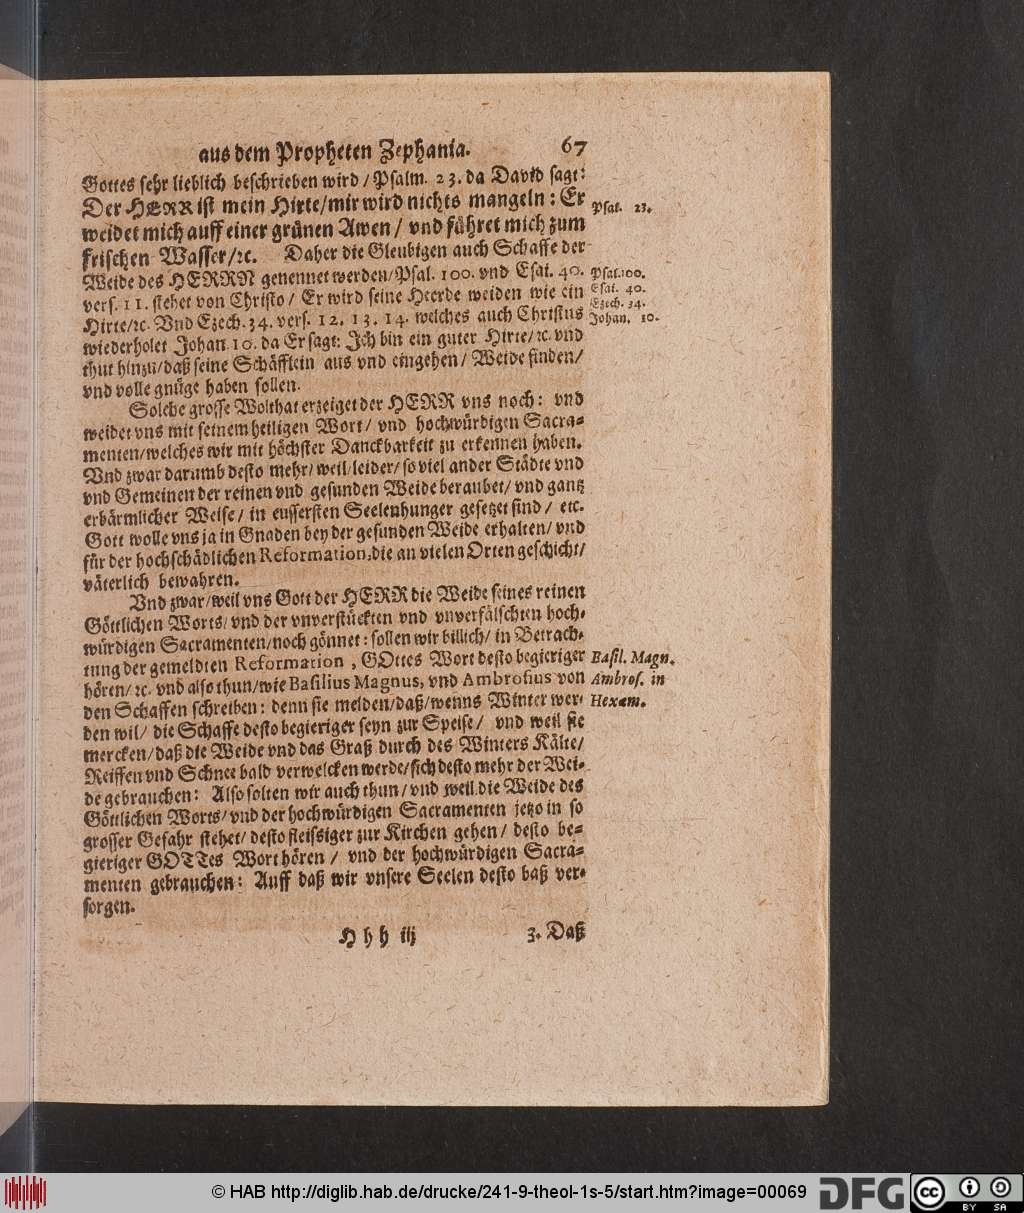 aus dem Propheten Zephania. 67
Gottes sehr lieblich beschrieben wird / Psalm. 23. da David sagt:
Der HERR ist mein Hirte/mir wird nichts mangeln: Er
weidet mich auff einer grünen Awen / vnd führet mich zum
frischen Wasser/ꝛc. Daher die Gleubigen auch Schaffe der
Weide des HERRN genennet werden/Psal. 100. vnd Esai. 40.
vers. 11. stehet von Christo / Er wird seine Heerde weiden wie ein
Hirte/ꝛc. Vnd Ezech. 34. vers. 12. 13. 14. welches auch Christus
wiederholet Johan. 10. da Er sagt: Jch bin ein guter Hirte/ꝛc. vnd
thut hinzu/daß seine Schäfflein aus vnd eingehen / Weide finden/
vnd volle gnüge haben sollen.
Psal. 23.
Psal. 100.
Esai. 40.
Ezech. 34.
Johan. 10.
Solche grosse Wolthat erzeiget der HERR vns noch: vnd
weidet vns mit seinem heiligen Wort / vnd hochwürdigen Sacra-
menten/welches wir mit höchster Danckbarkeit zu erkennen haben.
Vnd zwar darumb desto mehr/ weil/leider/ so viel ander Städte vnd
vnd Gemeinen der reinen vnd gesunden Weide beraubet/ vnd gantz
erbärmlicher Weise / in eussersten Seelenhunger gesetzet sind / etc.
Gott wolle vns ja in Gnaden bey der gesunden Weide erhalten/ vnd
für der hochschädlichen Reformation,die an vielen Orten geschicht/
väterlich bewahren.
Vnd zwar/weil vns Gott der HERR die Weide seines reinen
Göttlichen Worts/ vnd der vnverstückten vnd vnverfälschten hoch-
würdigen Sacramenten/noch gönnet: sollen wir billich/ in Betrach-
tung der gemeldten Reformation , GOttes Wort desto begieriger
hören/ ꝛc. vnd also thun/wie Basilius Magnus, vnd Ambrosius von
den Schaffen schreiben: denn sie melden/daß/wenns Winter wer-
den wil/ die Schaffe desto begieriger seyn zur Speise / vnd weil sie
mercken/daß die Weide vnd das Graß durch des Winters Kälte/
Reiffen vnd Schnee bald verwelcken werde/sich desto mehr der Wei-
de gebrauchen: Also solten wir auch thun / vnd weil die Weide des
Göttlichen Worts/ vnd der hochwürdigen Sacramenten jetzo in so
grosser Gefahr stehet/ desto fleissiger zur Kirchen gehen / desto be-
gieriger GOTTes Wort hören / vnd der hochwürdigen Sacra-
menten gebrauchen: Auff daß wir vnsere Seelen desto baß ver-
sorgen.
Basil. Magn.
Ambros. in
Hexæm.
Hhh iij 3. Daß
© HAB http://diglib.hab.de/drucke/241-9-theol-1s-5/start.htm?image=00069
DFG
cc BY SA